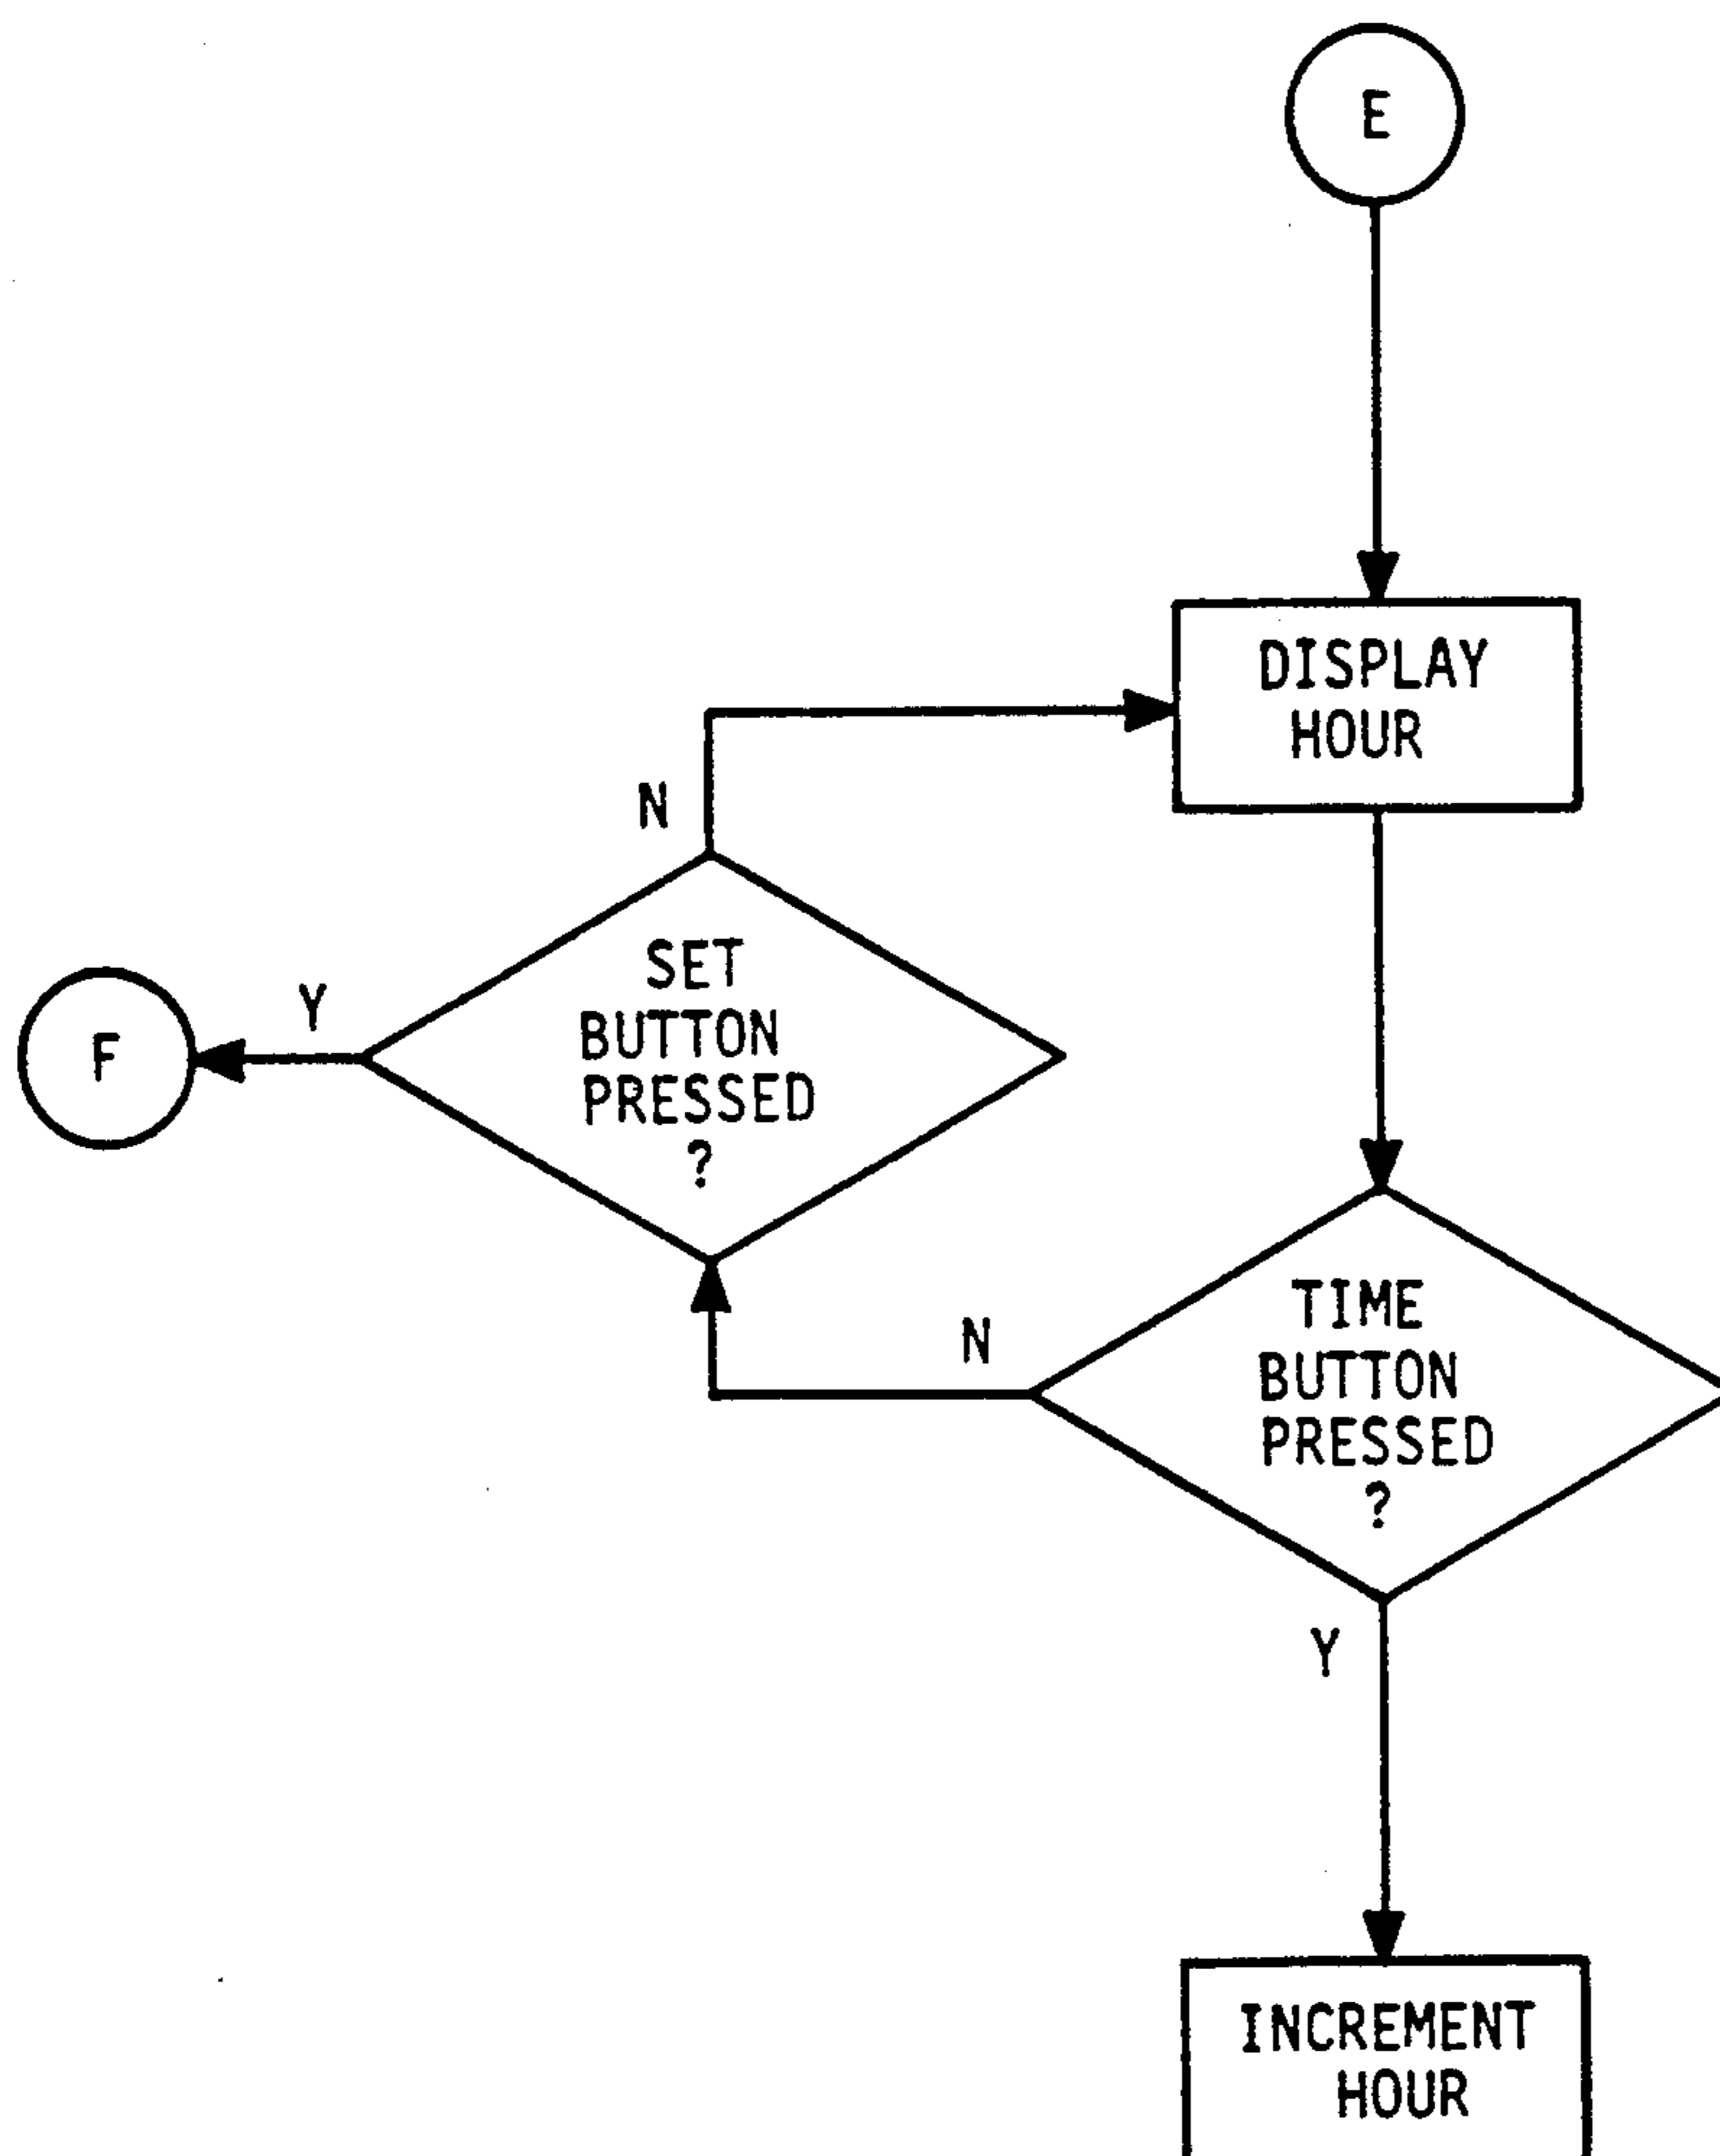 E
DISPLAY
HOUR
N
SET
BUTTON
PRESSED
?
Y
F
TIME
BUTTON
PRESSED
?
N
Y
INCREMENT
HOUR